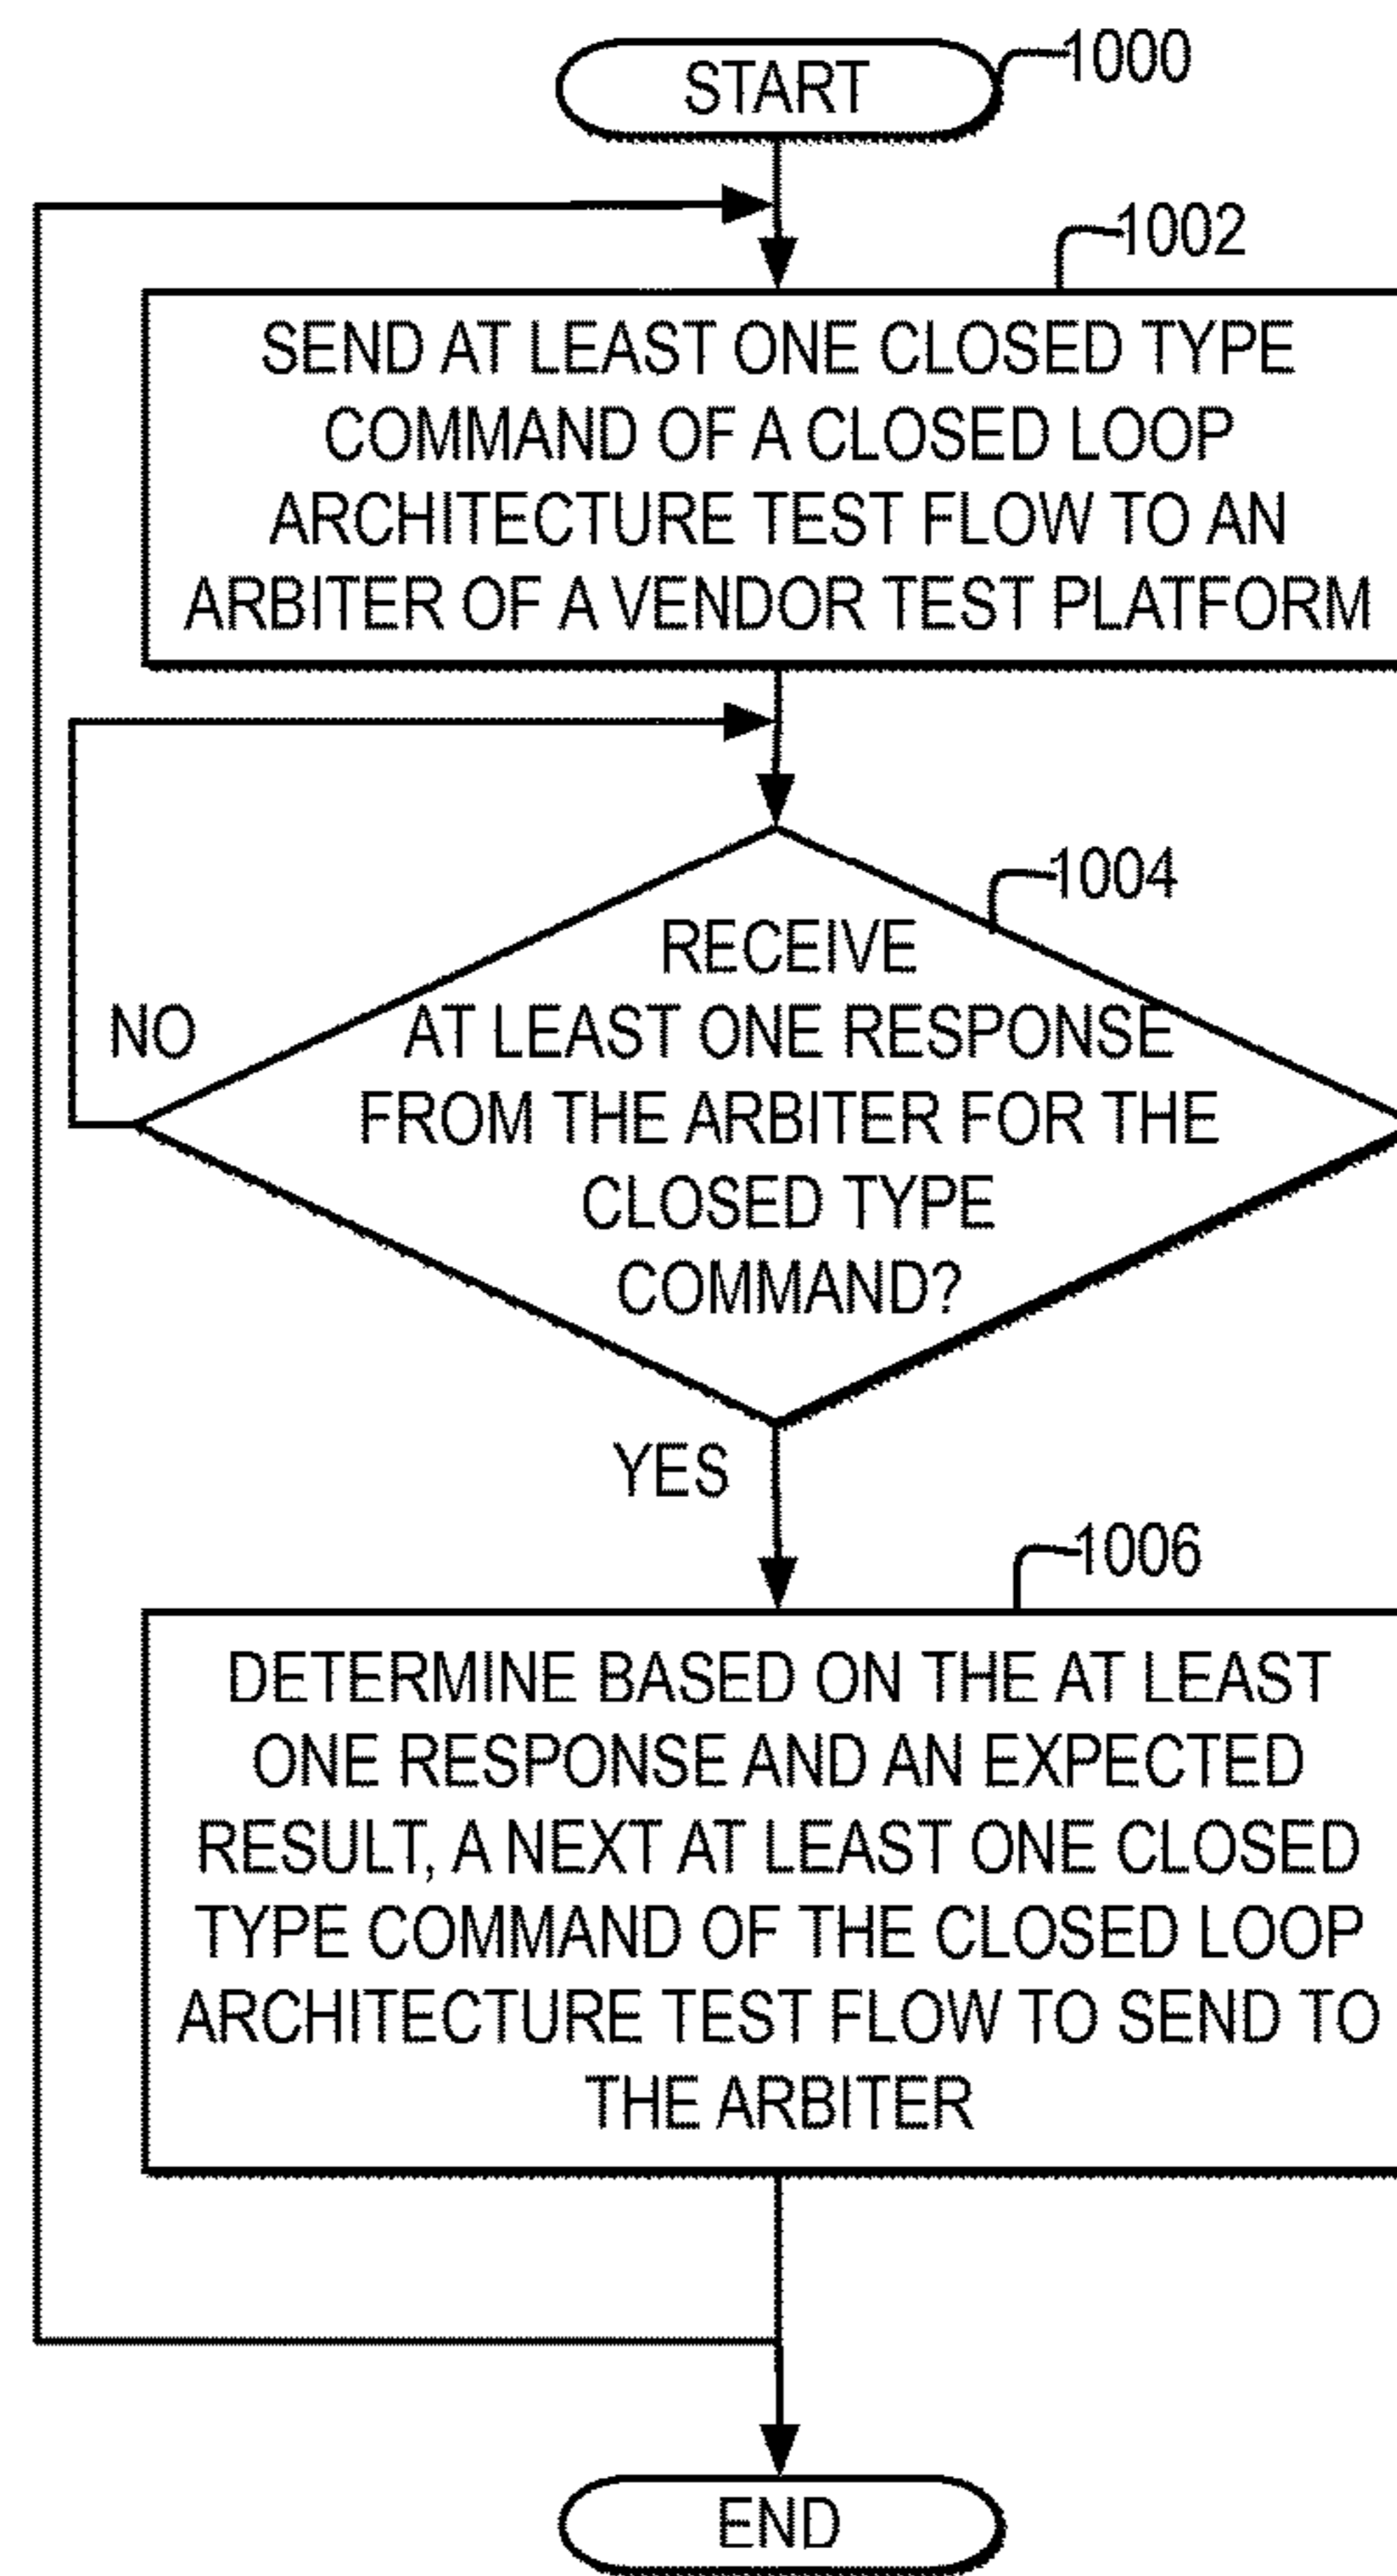 START
1000
1002
SEND AT LEAST ONE CLOSED TYPE
COMMAND OF A CLOSED LOOP
ARCHITECTURE TEST FLOW TO AN
ARBITER OF A VENDOR TEST PLATFORM
1004
RECEIVE
AT LEAST ONE RESPONSE
FROM THE ARBITER FOR THE
CLOSED TYPE
COMMAND?
NO
YES
1006
DETERMINE BASED ON THE AT LEAST
ONE RESPONSE AND AN EXPECTED
RESULT, A NEXT AT LEAST ONE CLOSED
TYPE COMMAND OF THE CLOSED LOOP
ARCHITECTURE TEST FLOW TO SEND TO
THE ARBITER
END